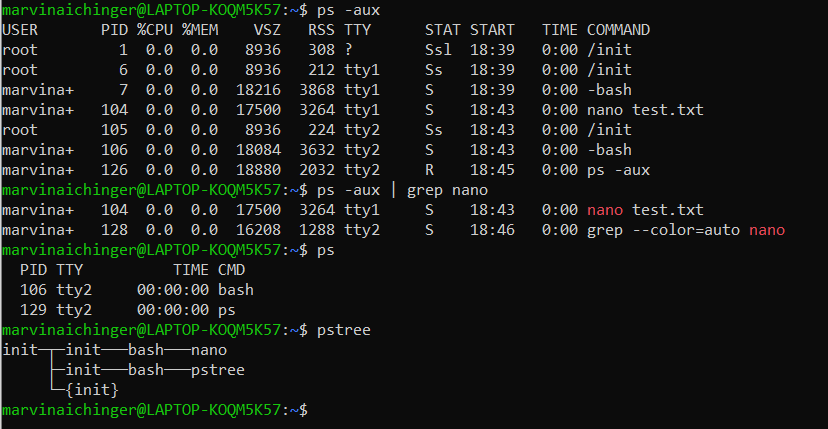 marvinaichinger@LAPTOP-KOQM5K57:~$ ps -aux
USER       PID %CPU %MEM    VSZ   RSS TTY      STAT START   TIME COMMAND
root         1  0.0  0.0   8936   308 ?        Ssl  18:39   0:00 /init
root         6  0.0  0.0   8936   212 tty1     Ss   18:39   0:00 /init
marvina+     7  0.0  0.0  18216  3868 tty1     S    18:39   0:00 -bash
marvina+   104  0.0  0.0  17500  3264 tty1     S    18:43   0:00 nano test.txt
root       105  0.0  0.0   8936   224 tty2     Ss   18:43   0:00 /init
marvina+   106  0.0  0.0  18084  3632 tty2     S    18:43   0:00 -bash
marvina+   126  0.0  0.0  18880  2032 tty2     R    18:45   0:00 ps -aux
marvinaichinger@LAPTOP-KOQM5K57:~$ ps -aux | grep nano
marvina+   104  0.0  0.0  17500  3264 tty1     S    18:43   0:00 nano test.txt
marvina+   128  0.0  0.0  16208  1288 tty2     S    18:46   0:00 grep --color=auto nano
marvinaichinger@LAPTOP-KOQM5K57:~$ ps
  PID TTY          TIME CMD
  106 tty2     00:00:00 bash
  129 tty2     00:00:00 ps
marvinaichinger@LAPTOP-KOQM5K57:~$ pstree
init─┬─init───bash───nano
     ├─init───bash───pstree
     └─{init}
marvinaichinger@LAPTOP-KOQM5K57:~$